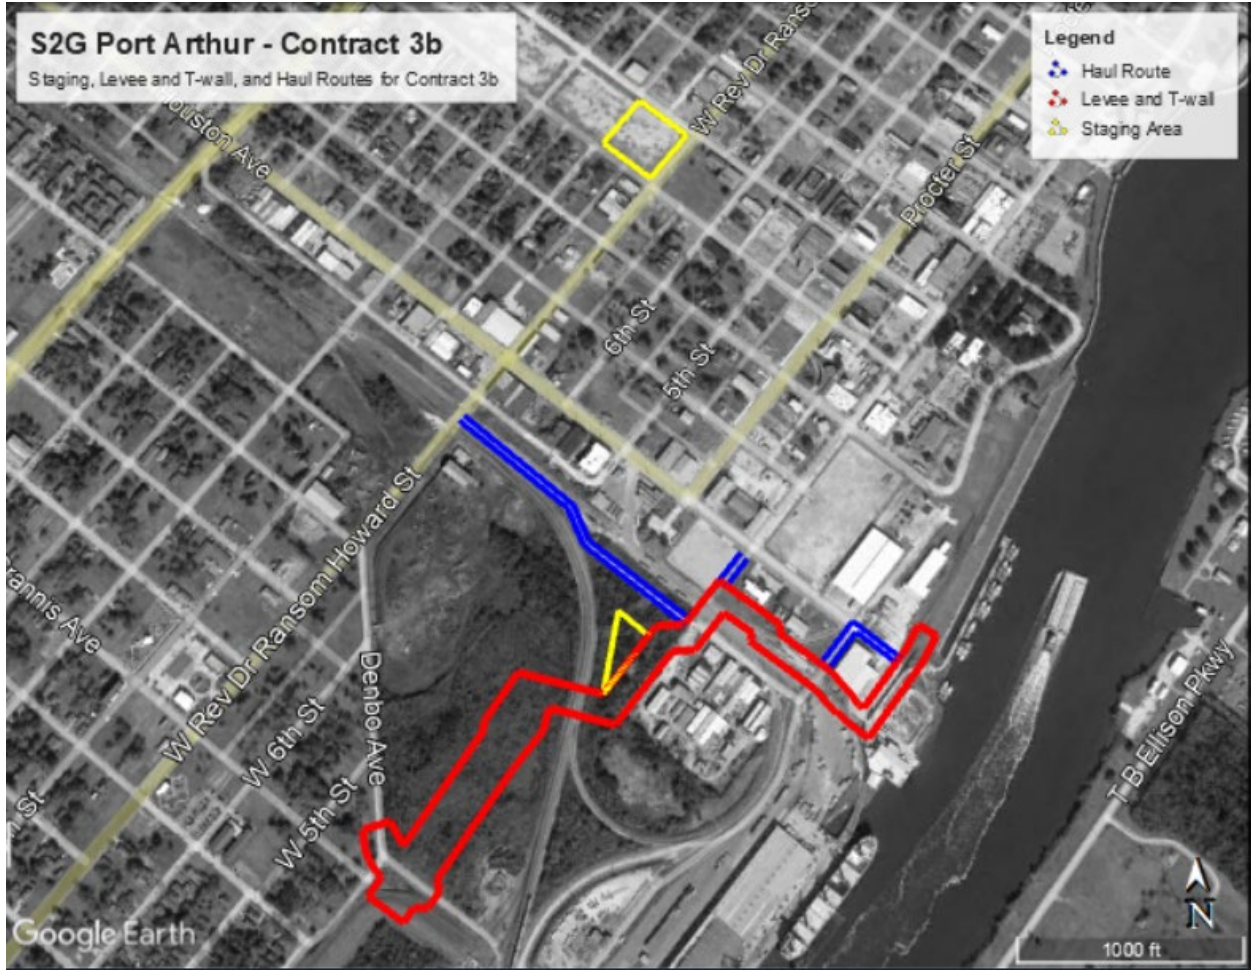 S2G Port Arthur - Contract 3b
Staging, Levee and T-wall, and Haul Routes for Contract 3b
Legend
Haul Route
Levee and T-wall
Staging Area
W Rev Dr Ransom
Procter St
6th St
5th St
W Rev Dr Ransom Howard St
Denbo Ave
W 6th St
W 5th St
T B Ellison Pkwy
Google Earth
N
1000 ft